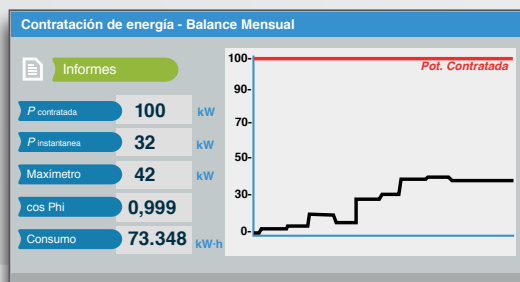 Contratación de energía - Balance Mensual
Informes
P contratada 100 kW
P instantanea 32 kW
Maxímetro 42 kW
cos Phi 0,999
Consumo 73.348 kW·h
100-
Pot. Contratada
90-
70-
50-
30-
0-